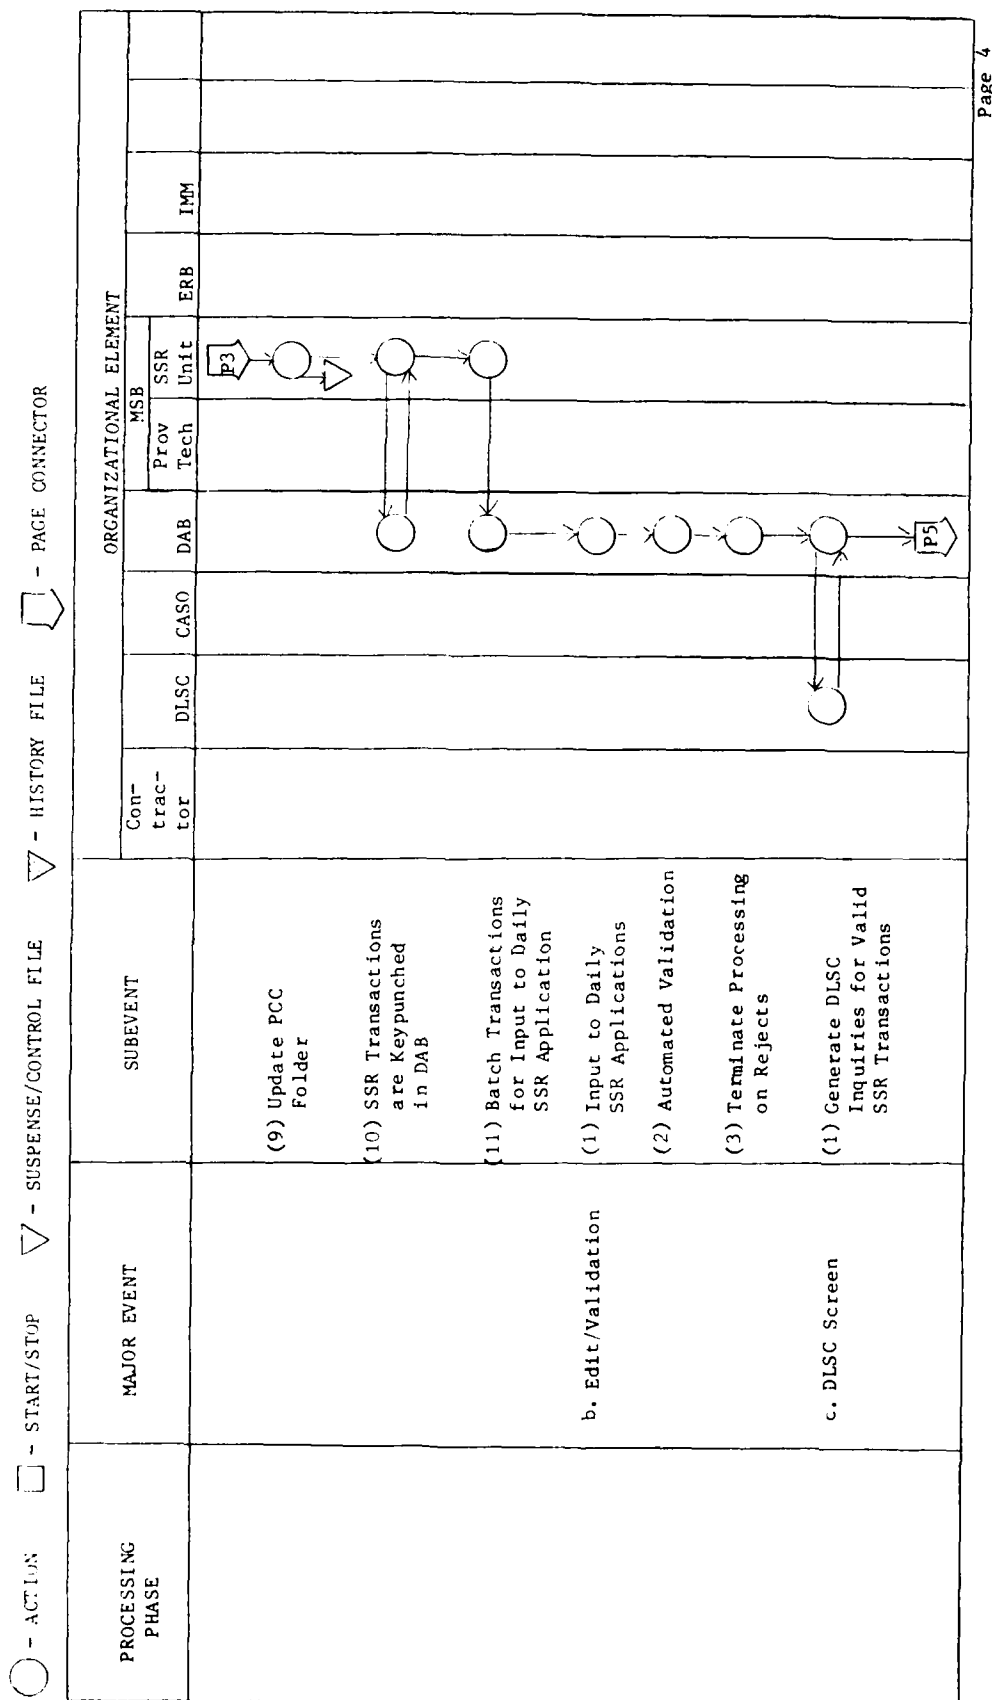 - ACTION - START/STOP - SUSPENSE/CONTROL FILE - HISTORY FILE - PAGE CONNECTOR
PROCESSING
PHASE
MAJOR EVENT
SUBEVENT
ORGANIZATIONAL ELEMENT
Con-
trac-
tor
DLSC
CASO
DAB
MSB
Prov
Tech
SSR
Unit
ERB
IMM
P3
(9) Update PCC
Folder
(10) SSR Transactions
are Keypunched
in DAB
(11) Batch Transactions
for Input to Daily
SSR Application
b. Edit/Validation
(1) Input to Daily
SSR Applications
(2) Automated Validation
(3) Terminate Processing
on Rejects
c. DLSC Screen
(1) Generate DLSC
Inquiries for Valid
SSR Transactions
P5
Page 4